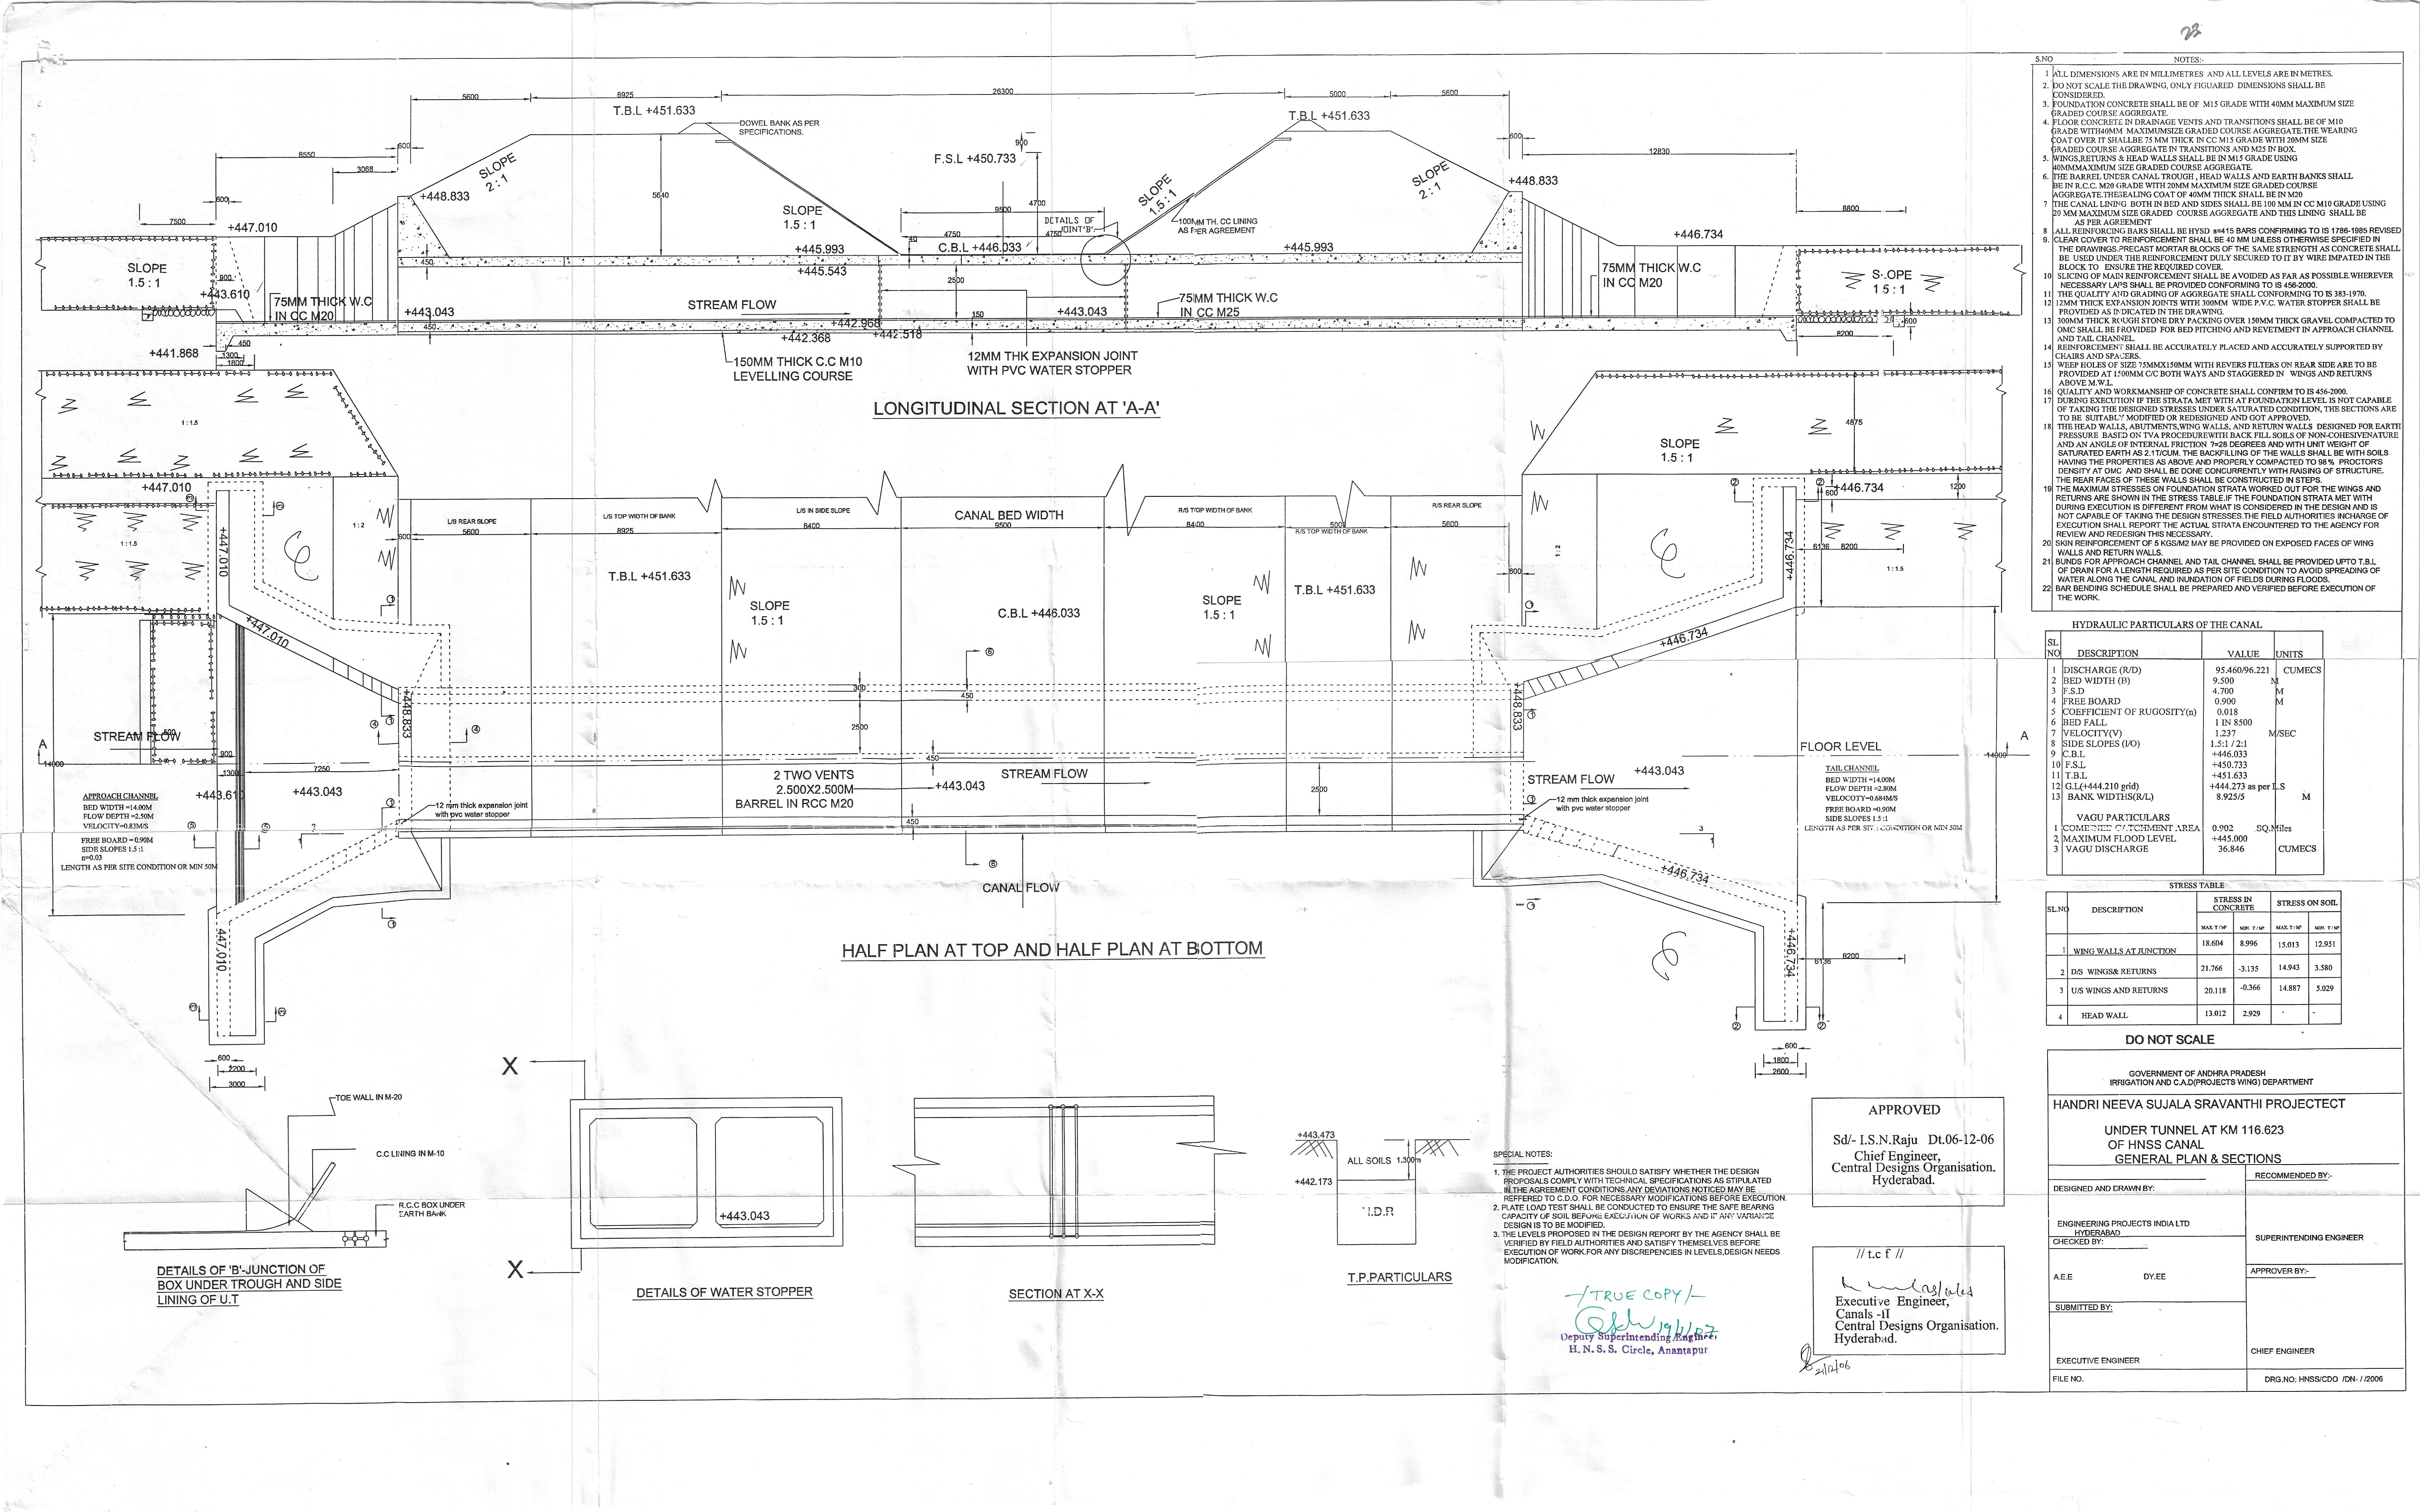 23
5600
8925
26300
5000
5600
T.B.L +451.633
T.B.L +451.633
DOWEL BANK AS PER
SPECIFICATIONS.
600
8550
3068
SLOPE
2 : 1
F.S.L +450.733
900
600
12830
+448.833
5640
SLOPE
1.5 : 1
SLOPE
1.5 : 1
SLOPE
2 : 1
+448.833
600
7500
+447.010
9500
4700
DETAILS OF
JOINT 'B'
4750
4750
100MM TH. CC LINING
AS PER AGREEMENT
8800
+446.734
SLOPE
1.5 : 1
+445.993
40
C.B.L +446.033
+445.993
450
+445.543
2500
900
+443.610
75MM THICK W.C
IN CC M20
+443.043
450
STREAM FLOW
+442.968
150
+443.043
75MM THICK W.C
IN CC M25
75MM THICK W.C
IN CC M20
1 5 : 1
600
+442.368
+442.518
8200
+441.868
450
1300
1800
150MM THICK C.C M10
LEVELLING COURSE
12MM THK EXPANSION JOINT
WITH PVC WATER STOPPER
LONGITUDINAL SECTION AT 'A-A'
1 : 1.5
SLOPE
1.5 : 1
4875
+447.010
3
3
2
2
600
+446.734
1200
1 : 1.5
+447.010
1 : 2
600
L/S REAR SLOPE
5600
L/S TOP WIDTH OF BANK
8925
L/S IN SIDE SLOPE
8400
CANAL BED WIDTH
9500
R/S TOP WIDTH OF BANK
8400
5000
R/S TOP WIDTH OF BANK
R/S REAR SLOPE
5600
1 : 2
600
+446.734
6136
8200
1 : 1.5
T.B.L +451.633
SLOPE
1.5 : 1
C.B.L +446.033
SLOPE
1.5 : 1
T.B.L +451.633
1
1
+447.010
+446.734
6
300
450
2500
+448.833
+448.833
4
4
1
1
STREAM FLOW
A
14000
900
1300
7250
450
2 TWO VENTS
2.500X2.500M
BARREL IN RCC M20
STREAM FLOW
+443.043
2500
FLOOR LEVEL
A
14000
STREAM FLOW
+443.043
+443.610
+443.043
12 mm thick expansion joint
with pvc water stopper
12 mm thick expansion joint
with pvc water stopper
450
1
1
5
5
3
3
6
APPROACH CHANNEL
BED WIDTH =14.00M
FLOW DEPTH =2.50M
VELOCITY=0.83M/S
FREE BOARD = 0.90M
SIDE SLOPES 1.5 :1
n=0.03
LENGTH AS PER SITE CONDITION OR MIN 50M
TAIL CHANNEL
BED WIDTH =14.00M
FLOW DEPTH =2.80M
VELOCOTY=0.684M/S
FREE BOARD =0.90M
SIDE SLOPES 1.5 :1
LENGTH AS PER SITE CONDITION OR MIN 50M
CANAL FLOW
+446.734
1
1
447.010
+446.734
6136
8200
3
3
2
2
HALF PLAN AT TOP AND HALF PLAN AT BOTTOM
600
2200
3000
600
1800
2600
X
X
TOE WALL IN M-20
C.C LINING IN M-10
R.C.C BOX UNDER
EARTH BANK
DETAILS OF 'B'-JUNCTION OF
BOX UNDER TROUGH AND SIDE
LINING OF U.T
+443.043
DETAILS OF WATER STOPPER
SECTION AT X-X
+443.473
ALL SOILS 1.300m
+442.173
H.D.R
T.P.PARTICULARS
SPECIAL NOTES:
1. THE PROJECT AUTHORITIES SHOULD SATISFY WHETHER THE DESIGN
PROPOSALS COMPLY WITH TECHNICAL SPECIFICATIONS AS STIPULATED
IN THE AGREEMENT CONDITIONS.ANY DEVIATIONS NOTICED MAY BE
REFFERED TO C.D.O. FOR NECESSARY MODIFICATIONS BEFORE EXECUTION.
2. PLATE LOAD TEST SHALL BE CONDUCTED TO ENSURE THE SAFE BEARING
CAPACITY OF SOIL BEFORE EXECUTION OF WORKS AND IF ANY VARIANCE
DESIGN IS TO BE MODIFIED.
3. THE LEVELS PROPOSED IN THE DESIGN REPORT BY THE AGENCY SHALL BE
VERIFIED BY FIELD AUTHORITIES AND SATISFY THEMSELVES BEFORE
EXECUTION OF WORK.FOR ANY DISCREPENCIES IN LEVELS,DESIGN NEEDS
MODIFICATION.
TRUE COPY
19/1/07
Deputy Superintending Engineer
H. N. S. S. Circle, Anantapur
APPROVED
Sd/- I.S.N.Raju Dt.06-12-06
Chief Engineer,
Central Designs Organisation.
Hyderabad.
// t.c f //
Executive Engineer,
Canals -II
Central Designs Organisation.
Hyderabad.
21/12/06
S.NO NOTES:-
1 ALL DIMENSIONS ARE IN MILLIMETRES AND ALL LEVELS ARE IN METRES.
2. DO NOT SCALE THE DRAWING, ONLY FIGUARED DIMENSIONS SHALL BE
CONSIDERED.
3. FOUNDATION CONCRETE SHALL BE OF M15 GRADE WITH 40MM MAXIMUM SIZE
GRADED COURSE AGGREGATE.
4. FLOOR CONCRETE IN DRAINAGE VENTS AND TRANSITIONS SHALL BE OF M10
GRADE WITH40MM MAXIMUMSIZE GRADED COURSE AGGREGATE.THE WEARING
COAT OVER IT SHALLBE 75 MM THICK IN CC M15 GRADE WITH 20MM SIZE
GRADED COURSE AGGREGATE IN TRANSITIONS AND M25 IN BOX.
5. WINGS,RETURNS & HEAD WALLS SHALL BE IN M15 GRADE USING
40MMMAXIMUM SIZE GRADED COURSE AGGREGATE.
6. THE BARREL UNDER CANAL TROUGH , HEAD WALLS AND EARTH BANKS SHALL
BE IN R.C.C. M20 GRADE WITH 20MM MAXIMUM SIZE GRADED COURSE
AGGREGATE.THESEALING COAT OF 40MM THICK SHALL BE IN M20
7 THE CANAL LINING BOTH IN BED AND SIDES SHALL BE 100 MM IN CC M10 GRADE USING
20 MM MAXIMUM SIZE GRADED COURSE AGGREGATE AND THIS LINING SHALL BE
AS PER AGREEMENT
8 ALL REINFORCING BARS SHALL BE HYSD s=415 BARS CONFIRMING TO IS 1786-1985 REVISED
9. CLEAR COVER TO REINFORCEMENT SHALL BE 40 MM UNLESS OTHERWISE SPECIFIED IN
THE DRAWINGS.PRECAST MORTAR BLOCKS OF THE SAME STRENGTH AS CONCRETE SHALL
BE USED UNDER THE REINFORCEMENT DULY SECURED TO IT BY WIRE IMPATED IN THE
BLOCK TO ENSURE THE REQUIRED COVER.
10 SLICING OF MAIN REINFORCEMENT SHALL BE AVOIDED AS FAR AS POSSIBLE.WHEREVER
NECESSARY LAPS SHALL BE PROVIDED CONFORMING TO IS 456-2000.
11 THE QUALITY AND GRADING OF AGGREGATE SHALL CONFORMING TO IS 383-1970.
12 12MM THICK EXPANSION JOINTS WITH 300MM WIDE P.V.C. WATER STOPPER SHALL BE
PROVIDED AS INDICATED IN THE DRAWING.
13 300MM THICK ROUGH STONE DRY PACKING OVER 150MM THICK GRAVEL COMPACTED TO
OMC SHALL BE PROVIDED FOR BED PITCHING AND REVETMENT IN APPROACH CHANNEL
AND TAIL CHANNEL.
14 REINFORCEMENT SHALL BE ACCURATELY PLACED AND ACCURATELY SUPPORTED BY
CHAIRS AND SPACERS.
15 WEEP HOLES OF SIZE 75MMX150MM WITH REVERS FILTERS ON REAR SIDE ARE TO BE
PROVIDED AT 1500MM C/C BOTH WAYS AND STAGGERED IN WINGS AND RETURNS
ABOVE M.W.L.
16 QUALITY AND WORKMANSHIP OF CONCRETE SHALL CONFIRM TO IS 456-2000.
17 DURING EXECUTION IF THE STRATA MET WITH AT FOUNDATION LEVEL IS NOT CAPABLE
OF TAKING THE DESIGNED STRESSES UNDER SATURATED CONDITION, THE SECTIONS ARE
TO BE SUITABLY MODIFIED OR REDESIGNED AND GOT APPROVED.
18 THE HEAD WALLS, ABUTMENTS,WING WALLS, AND RETURN WALLS DESIGNED FOR EARTH
PRESSURE BASED ON TVA PROCEDUREWITH BACK FILL SOILS OF NON-COHESIVENATURE
AND AN ANGLE OF INTERNAL FRICTION ?=28 DEGREES AND WITH UNIT WEIGHT OF
SATURATED EARTH AS 2.1T/CUM. THE BACKFILLING OF THE WALLS SHALL BE WITH SOILS
HAVING THE PROPERTIES AS ABOVE AND PROPERLY COMPACTED TO 98% PROCTOR'S
DENSITY AT OMC AND SHALL BE DONE CONCURRENTLY WITH RAISING OF STRUCTURE.
THE REAR FACES OF THESE WALLS SHALL BE CONSTRUCTED IN STEPS.
19 THE MAXIMUM STRESSES ON FOUNDATION STRATA WORKED OUT FOR THE WINGS AND
RETURNS ARE SHOWN IN THE STRESS TABLE.IF THE FOUNDATION STRATA MET WITH
DURING EXECUTION IS DIFFERENT FROM WHAT IS CONSIDERED IN THE DESIGN AND IS
NOT CAPABLE OF TAKING THE DESIGN STRESSES.THE FIELD AUTHORITIES INCHARGE OF
EXECUTION SHALL REPORT THE ACTUAL STRATA ENCOUNTERED TO THE AGENCY FOR
REVIEW AND REDESIGN THIS NECESSARY.
20 SKIN REINFORCEMENT OF 5 KGS/M2 MAY BE PROVIDED ON EXPOSED FACES OF WING
WALLS AND RETURN WALLS.
21 BUNDS FOR APPROACH CHANNEL AND TAIL CHANNEL SHALL BE PROVIDED UPTO T.B.L
OF DRAIN FOR A LENGTH REQUIRED AS PER SITE CONDITION TO AVOID SPREADING OF
WATER ALONG THE CANAL AND INUNDATION OF FIELDS DURING FLOODS.
22 BAR BENDING SCHEDULE SHALL BE PREPARED AND VERIFIED BEFORE EXECUTION OF
THE WORK.
HYDRAULIC PARTICULARS OF THE CANAL
SL NO DESCRIPTION VALUE UNITS
1 DISCHARGE (R/D) 95.460/96.221 CUMECS
2 BED WIDTH (B) 9.500 M
3 F.S.D 4.700 M
4 FREE BOARD 0.900 M
5 COEFFICIENT OF RUGOSITY(n) 0.018
6 BED FALL 1 IN 8500
7 VELOCITY(V) 1.237 M/SEC
8 SIDE SLOPES (I/O) 1.5:1 / 2:1
9 C.B.L +446.033
10 F.S.L +450.733
11 T.B.L +451.633
12 G.L(+444.210 grid) +444.273 as per L.S
13 BANK WIDTHS(R/L) 8.925/5 M
VAGU PARTICULARS
1 COMBINED CATCHMENT AREA 0.902 SQ.Miles
2 MAXIMUM FLOOD LEVEL +445.000
3 VAGU DISCHARGE 36.846 CUMECS
STRESS TABLE
SL.NO DESCRIPTION STRESS IN CONCRETE STRESS ON SOIL
MAX. T / M² MIN. T / M² MAX. T / M² MIN. T / M²
1 WING WALLS AT JUNCTION 18.604 8.996 15.013 12.951
2 D/S WINGS& RETURNS 21.766 -3.135 14.943 3.580
3 U/S WINGS AND RETURNS 20.118 -0.366 14.887 5.029
4 HEAD WALL 13.012 2.929 - -
DO NOT SCALE
GOVERNMENT OF ANDHRA PRADESH
IRRIGATION AND C.A.D(PROJECTS WING) DEPARTMENT
HANDRI NEEVA SUJALA SRAVANTHI PROJECTECT
UNDER TUNNEL AT KM 116.623
OF HNSS CANAL
GENERAL PLAN & SECTIONS
DESIGNED AND DRAWN BY:
RECOMMENDED BY:-
ENGINEERING PROJECTS INDIA LTD
HYDERABAD
CHECKED BY:
SUPERINTENDING ENGINEER
A.E.E DY.EE
APPROVER BY:-
SUBMITTED BY:
EXECUTIVE ENGINEER
CHIEF ENGINEER
FILE NO.
DRG.NO: HNSS/CDO /DN- / /2006